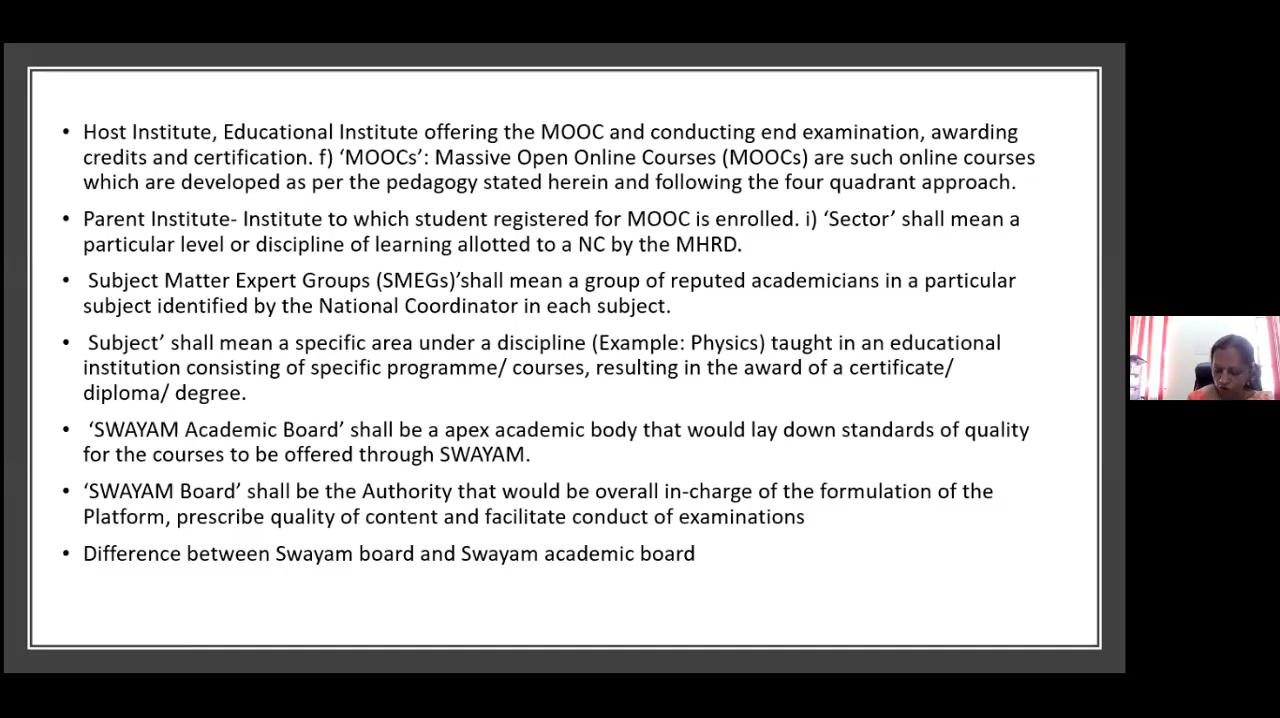 • Host Institute, Educational Institute offering the MOOC and conducting end examination, awarding
credits and certification. f) ‘MOOCs’: Massive Open Online Courses (MOOCs) are such online courses
which are developed as per the pedagogy stated herein and following the four quadrant approach.
• Parent Institute- Institute to which student registered for MOOC is enrolled. i) ‘Sector’ shall mean a
particular level or discipline of learning allotted to a NC by the MHRD.
• Subject Matter Expert Groups (SMEGs)’shall mean a group of reputed academicians in a particular
subject identified by the National Coordinator in each subject.
• Subject’ shall mean a specific area under a discipline (Example: Physics) taught in an educational
institution consisting of specific programme/ courses, resulting in the award of a certificate/
diploma/ degree.
• ‘SWAYAM Academic Board’ shall be a apex academic body that would lay down standards of quality
for the courses to be offered through SWAYAM.
• ‘SWAYAM Board’ shall be the Authority that would be overall in-charge of the formulation of the
Platform, prescribe quality of content and facilitate conduct of examinations
• Difference between Swayam board and Swayam academic board